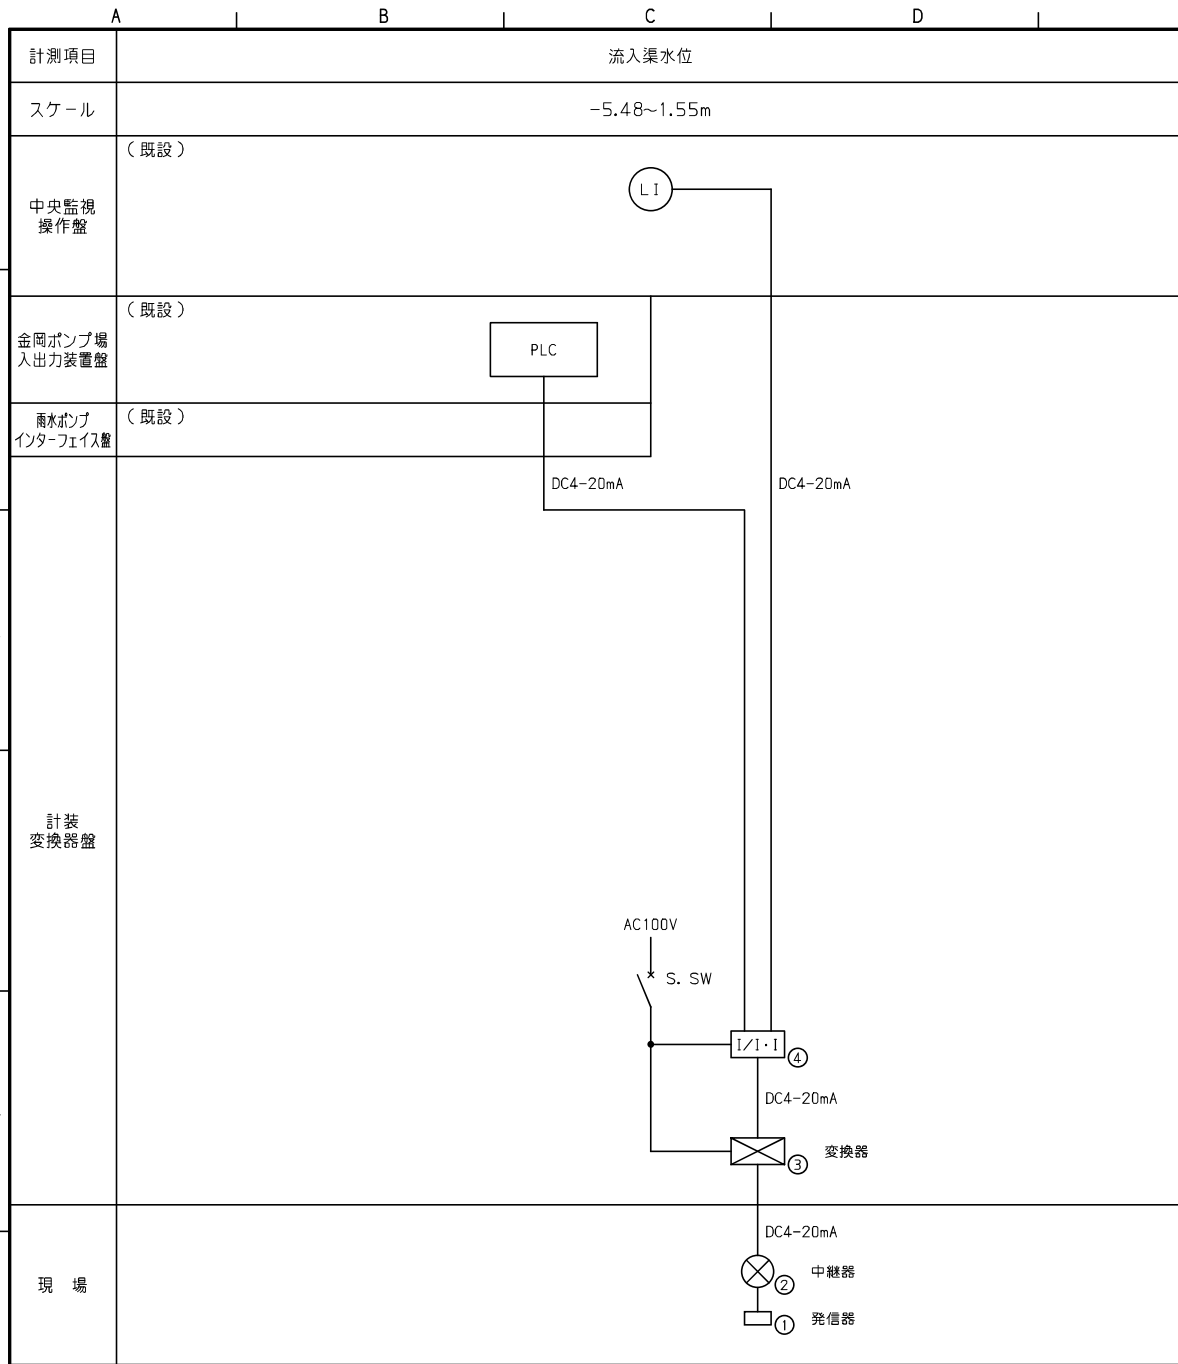 A B C D
計測項目
流入渠水位
スケール
-5.48～1.55m
(既設)
LI
中央監視
操作盤
(既設)
金岡ポンプ場
入出力装置盤
PLC
(既設)
雨水ポンプ
インターフェイス盤
DC4-20mA
DC4-20mA
計装
変換器盤
AC100V
S. SW
I/I・I
④
DC4-20mA
変換器
③
DC4-20mA
中継器
②
現 場
発信器
①